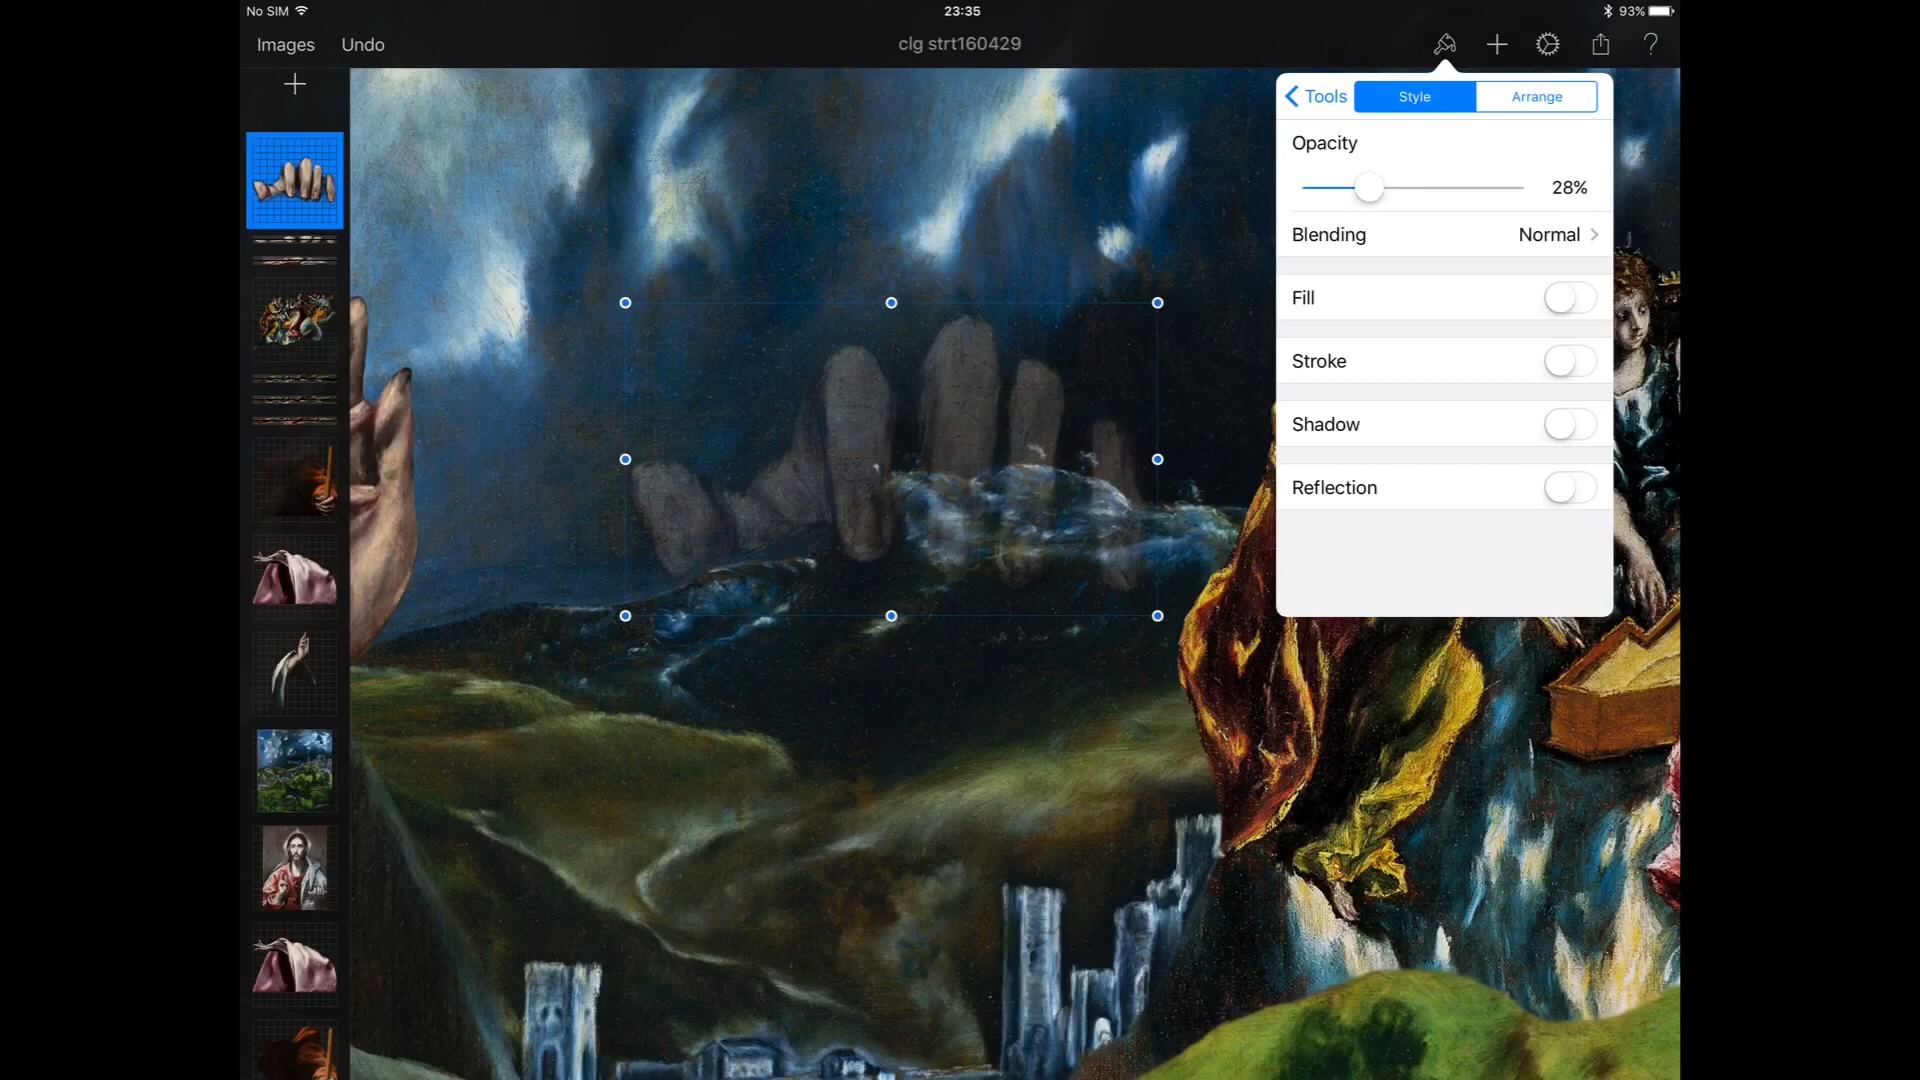 No SIM 23:35 93%
Images Undo clg strt160429 ?
Tools Style Arrange
Opacity
28%
Blending Normal
Fill
Stroke
Shadow
Reflection